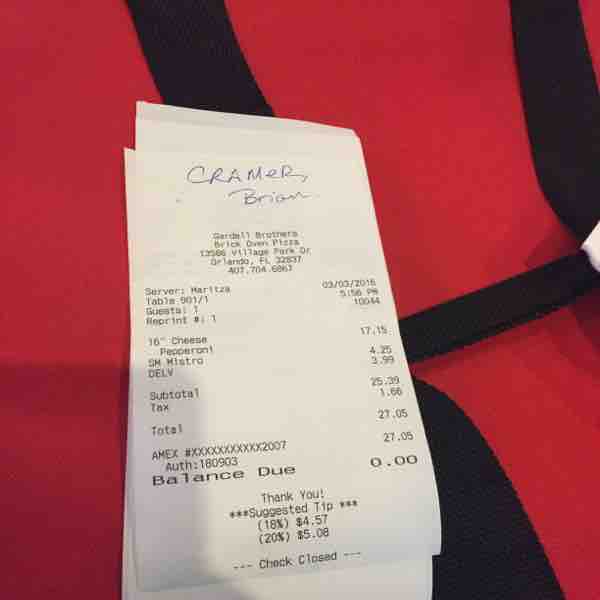 CRAMER,
Brian
Gardell Brothers
Brick Oven Pizza
13586 Village Park Dr
Orlando, FL 32837
407.704.6867
Server: Maritza 03/03/2016
Table 901/1 5:56 PM
Guests: 1 10044
Reprint #: 1
16" Cheese 17.15
Pepperoni
SM Mistro 4.25
DELV 3.99
Subtotal 25.39
Tax 1.66
Total 27.05
AMEX #XXXXXXXXXXX2007 27.05
Auth:180903
Balance Due 0.00
Thank You!
***Suggested Tip ***
(18%) $4.57
(20%) $5.08
--- Check Closed ---